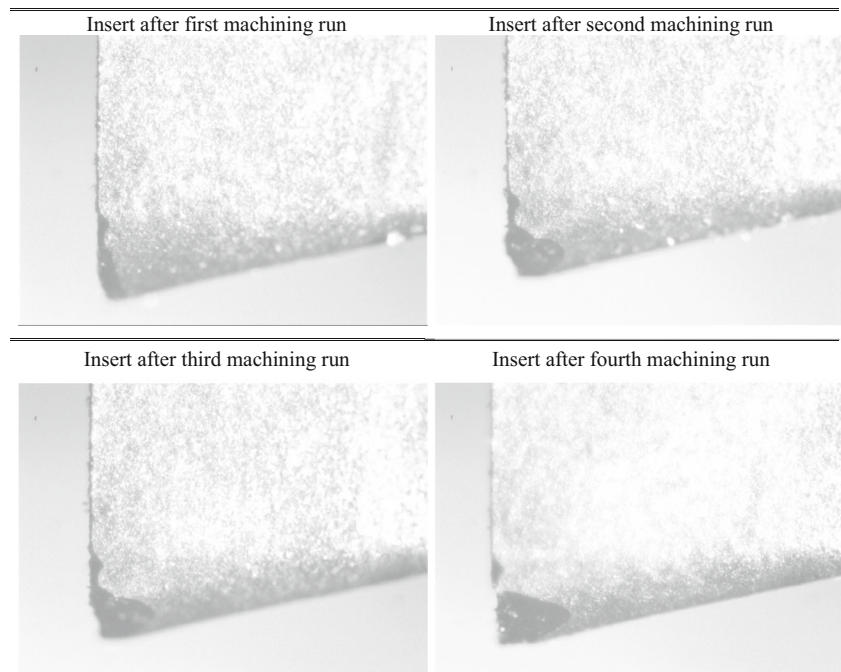 Insert after first machining run
Insert after second machining run
Insert after third machining run
Insert after fourth machining run